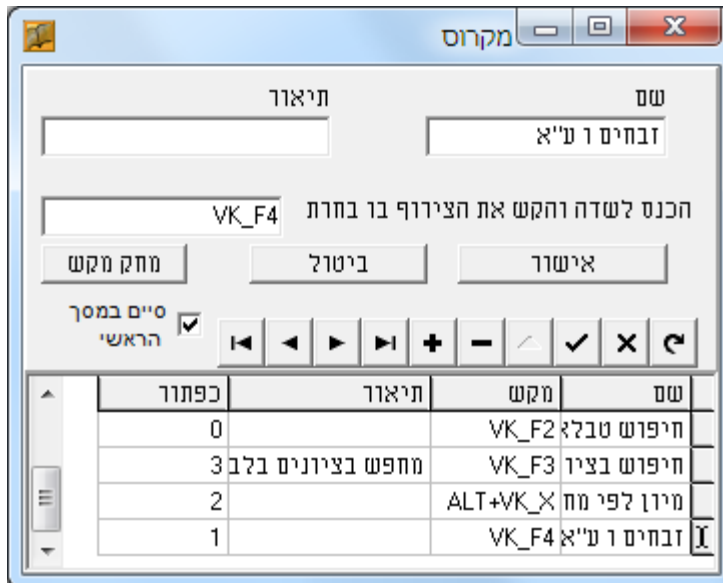 מקרוס
שם תיאור
זבחים ו ע"א
הכנס לשדה והקש את הצירוף בו בחרת VK_F4
אישור ביטול מחק מקש
סיים במסך
הראשי
שם מקש תיאור כפתור
חיפוש טבלא VK_F2 0
חיפוש בציו VK_F3 מחפש בציונים בלב 3
מיון לפי מח ALT+VK_X 2
זבחים ו ע"א VK_F4 1